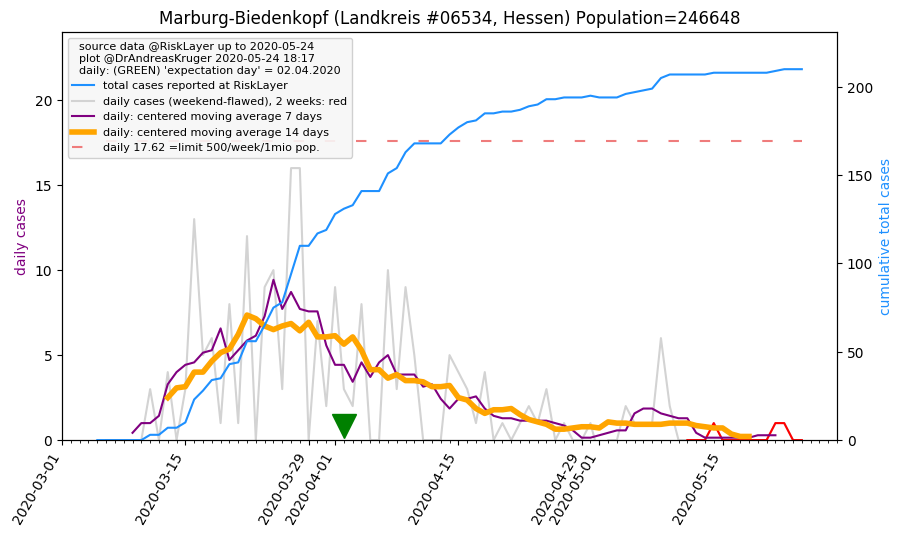 Marburg-Biedenkopf (Landkreis #06534, Hessen) Population=246648
source data @RiskLayer up to 2020-05-24
plot @DrAndreasKruger 2020-05-24 18:17
daily: (GREEN) 'expectation day' = 02.04.2020
total cases reported at RiskLayer
daily cases (weekend-flawed), 2 weeks: red
daily: centered moving average 7 days
daily: centered moving average 14 days
daily 17.62 =limit 500/week/1mio pop.
daily cases
20
15
10
5
0
200
150
100
50
0
cumulative total cases
2020-03-01
2020-03-15
2020-03-29
2020-04-01
2020-04-15
2020-04-29
2020-05-01
2020-05-15